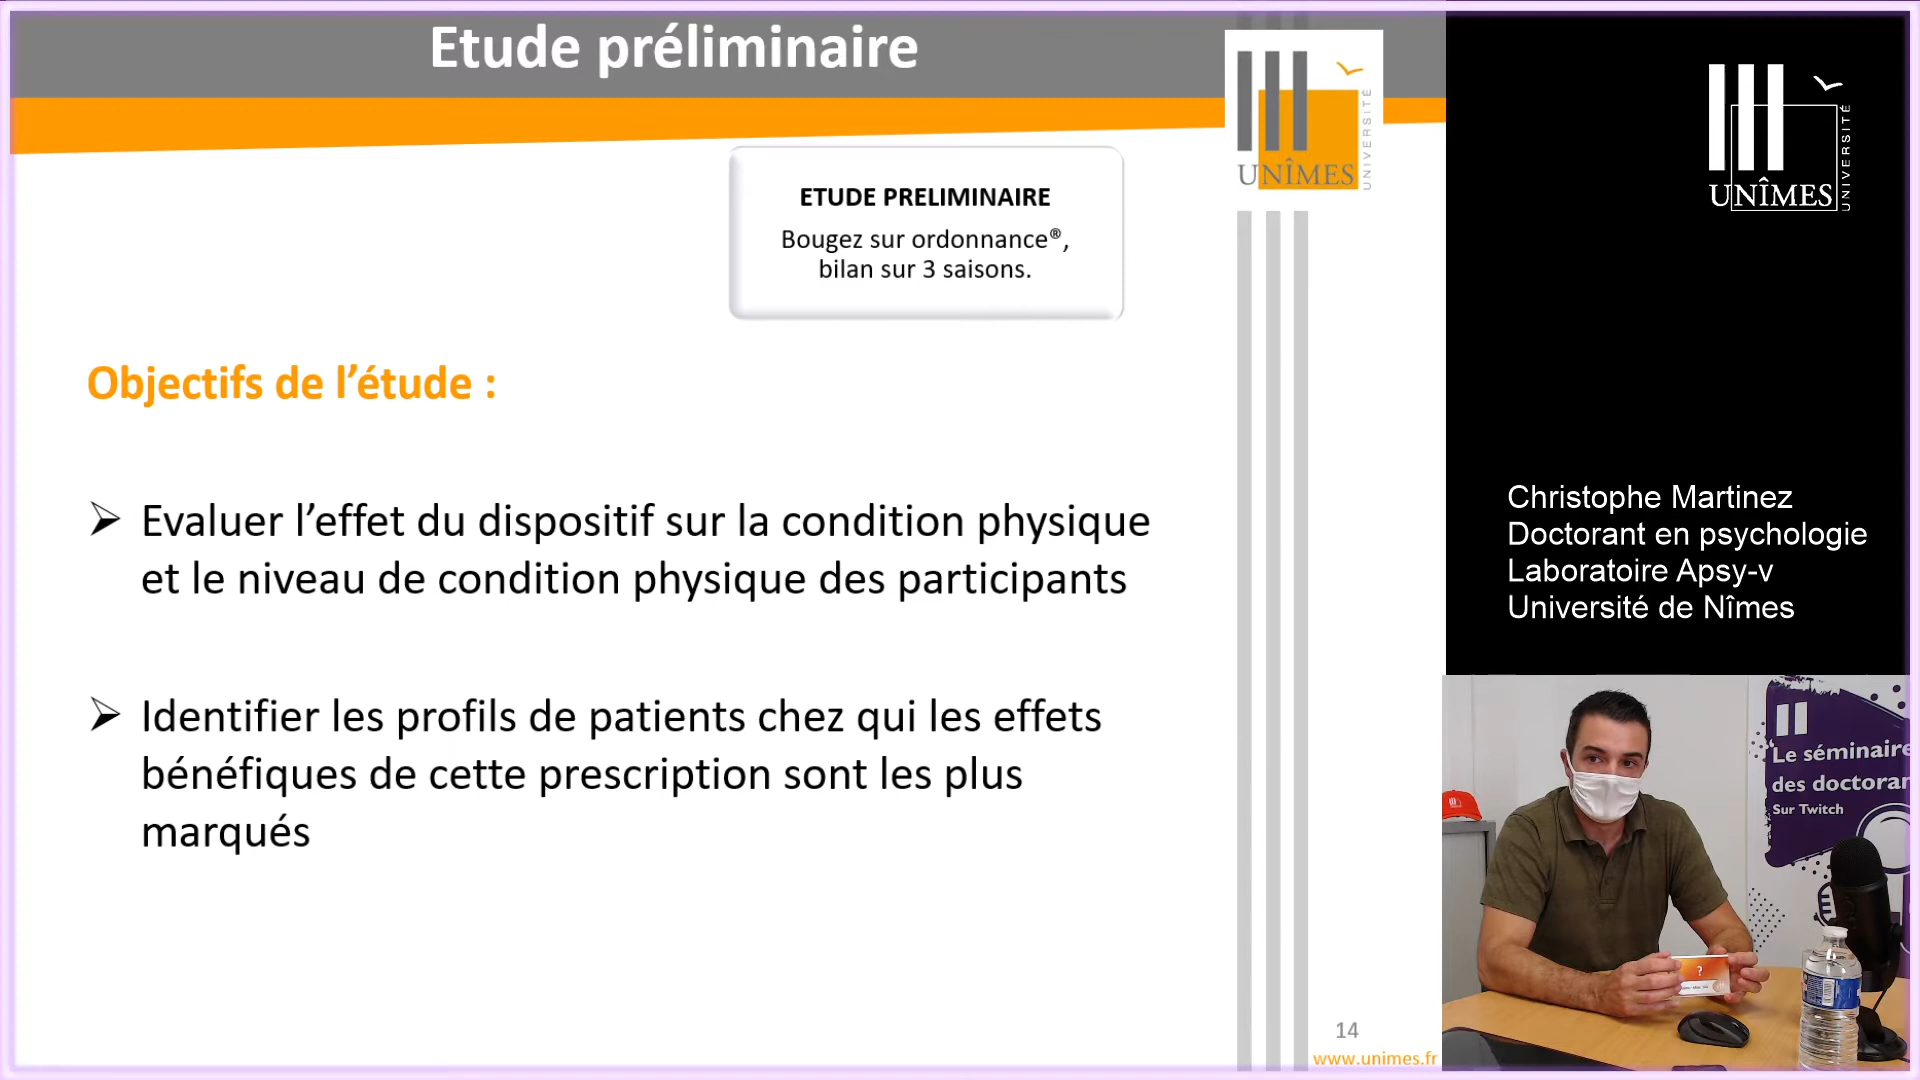 Etude préliminaire
UNÎMES
UNIVERSITÉ
ETUDE PRELIMINAIRE
Bougez sur ordonnance®,
bilan sur 3 saisons.
Objectifs de l’étude :
➢ Evaluer l’effet du dispositif sur la condition physique
et le niveau de condition physique des participants
➢ Identifier les profils de patients chez qui les effets
bénéfiques de cette prescription sont les plus
marqués
14
www.unimes.fr
UNÎMES
UNIVERSITÉ
Christophe Martinez
Doctorant en psychologie
Laboratoire Apsy-v
Université de Nîmes
Le séminaire
des doctoran
Sur Twitch
?